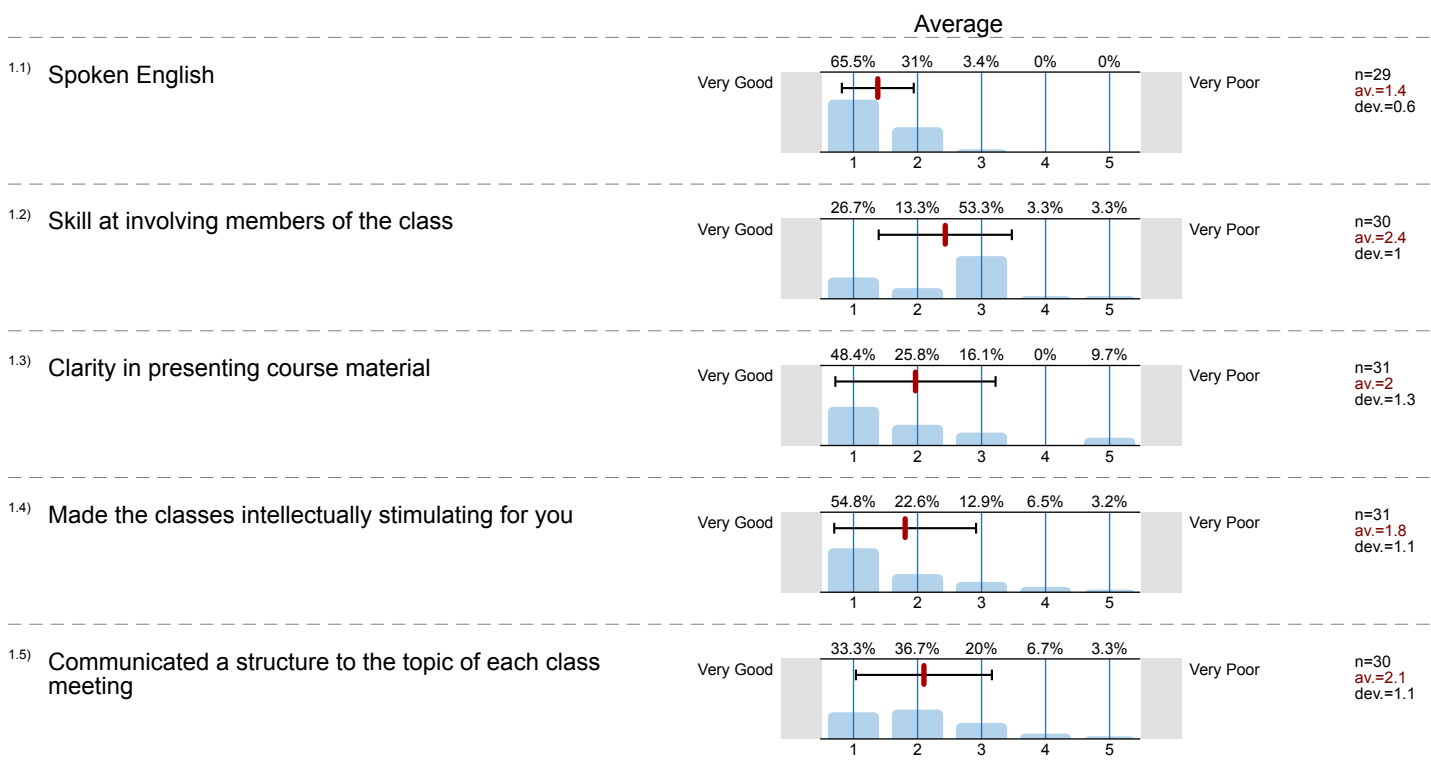 Average
1.1) Spoken English
Very Good
65.5% 31% 3.4% 0% 0%
1 2 3 4 5
Very Poor
n=29
av.=1.4
dev.=0.6
1.2) Skill at involving members of the class
Very Good
26.7% 13.3% 53.3% 3.3% 3.3%
1 2 3 4 5
Very Poor
n=30
av.=2.4
dev.=1
1.3) Clarity in presenting course material
Very Good
48.4% 25.8% 16.1% 0% 9.7%
1 2 3 4 5
Very Poor
n=31
av.=2
dev.=1.3
1.4) Made the classes intellectually stimulating for you
Very Good
54.8% 22.6% 12.9% 6.5% 3.2%
1 2 3 4 5
Very Poor
n=31
av.=1.8
dev.=1.1
1.5) Communicated a structure to the topic of each class
meeting
Very Good
33.3% 36.7% 20% 6.7% 3.3%
1 2 3 4 5
Very Poor
n=30
av.=2.1
dev.=1.1